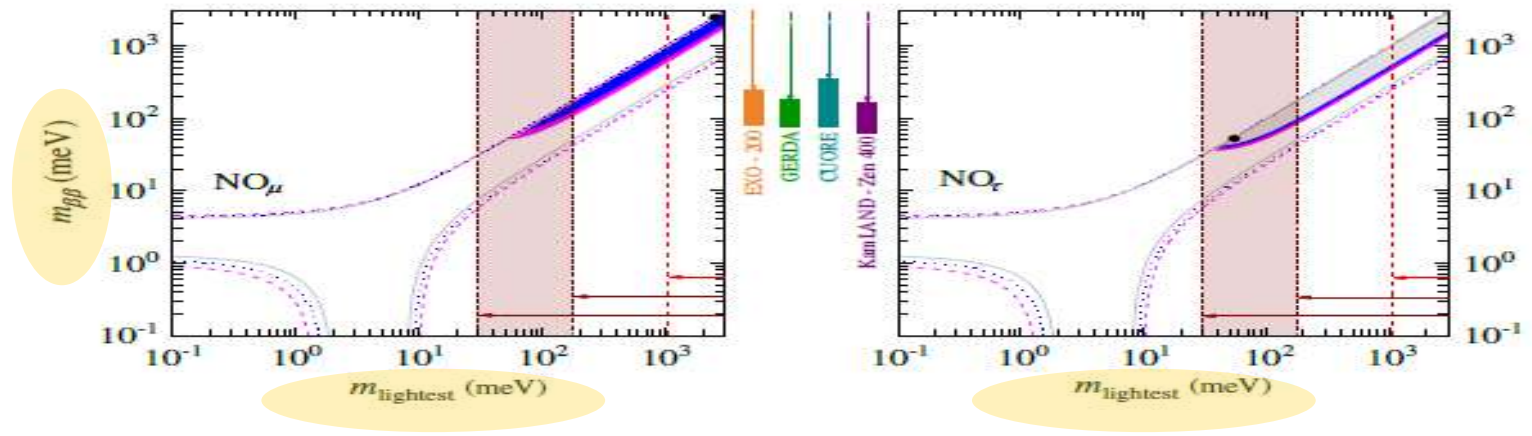 10³
10²
10¹
10⁰
10⁻¹
m_ββ (meV)
NO_μ
10⁻¹ 10⁰ 10¹ 10² 10³
m_lightest (meV)
EXO - 200
GERDA
CUORE
KamLAND - Zen 400
NO_τ
10⁻¹ 10⁰ 10¹ 10² 10³
m_lightest (meV)
10³
10²
10¹
10⁰
10⁻¹